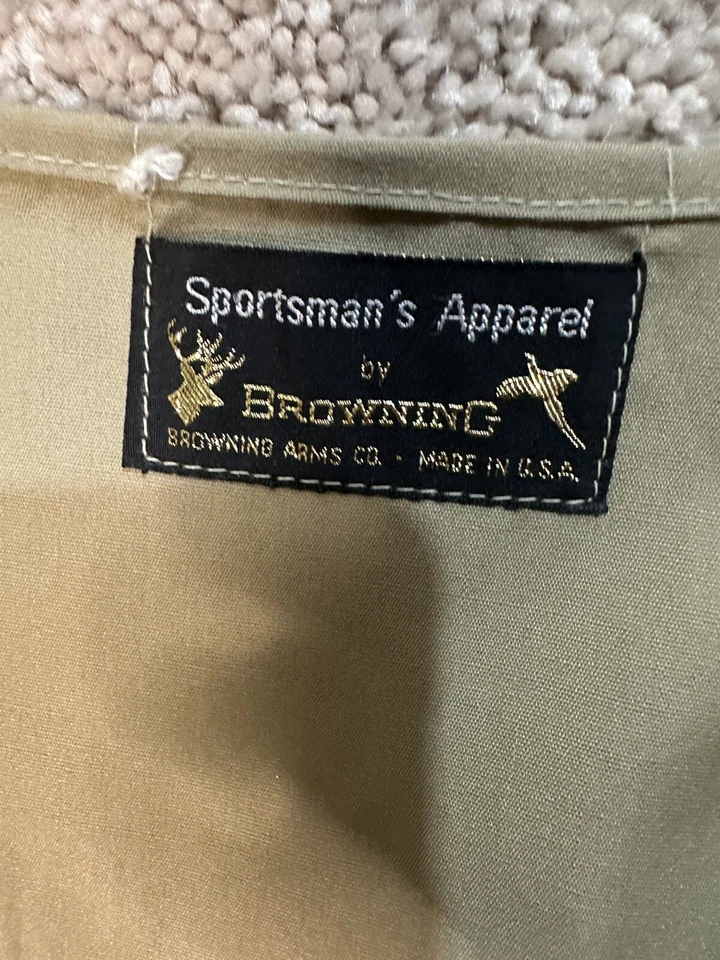 Sportsman's Apparel
by
BROWNING
BROWNING ARMS CO. - MADE IN U.S.A.